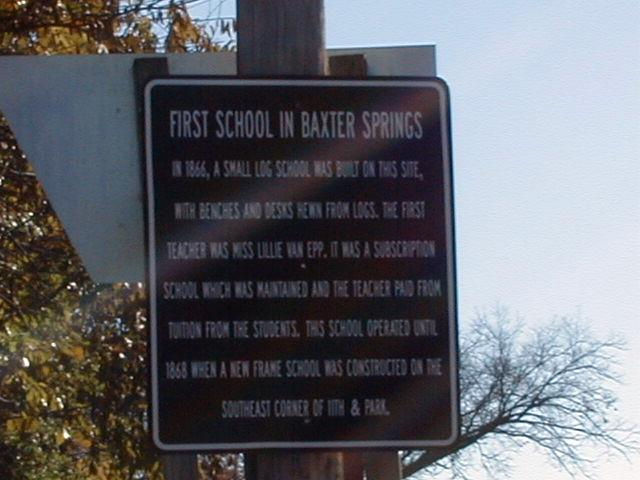 FIRST SCHOOL IN BAXTER SPRINGS
IN 1866, A SMALL LOG SCHOOL WAS BUILT ON THIS SITE,
WITH BENCHES AND DESKS HEWN FROM LOGS. THE FIRST
TEACHER WAS MISS LILLIE VAN EPP. IT WAS A SUBSCRIPTION
SCHOOL WHICH WAS MAINTAINED AND THE TEACHER PAID FROM
TUITION FROM THE STUDENTS. THIS SCHOOL OPERATED UNTIL
1868 WHEN A NEW FRAME SCHOOL WAS CONSTRUCTED ON THE
SOUTHEAST CORNER OF 11TH & PARK.